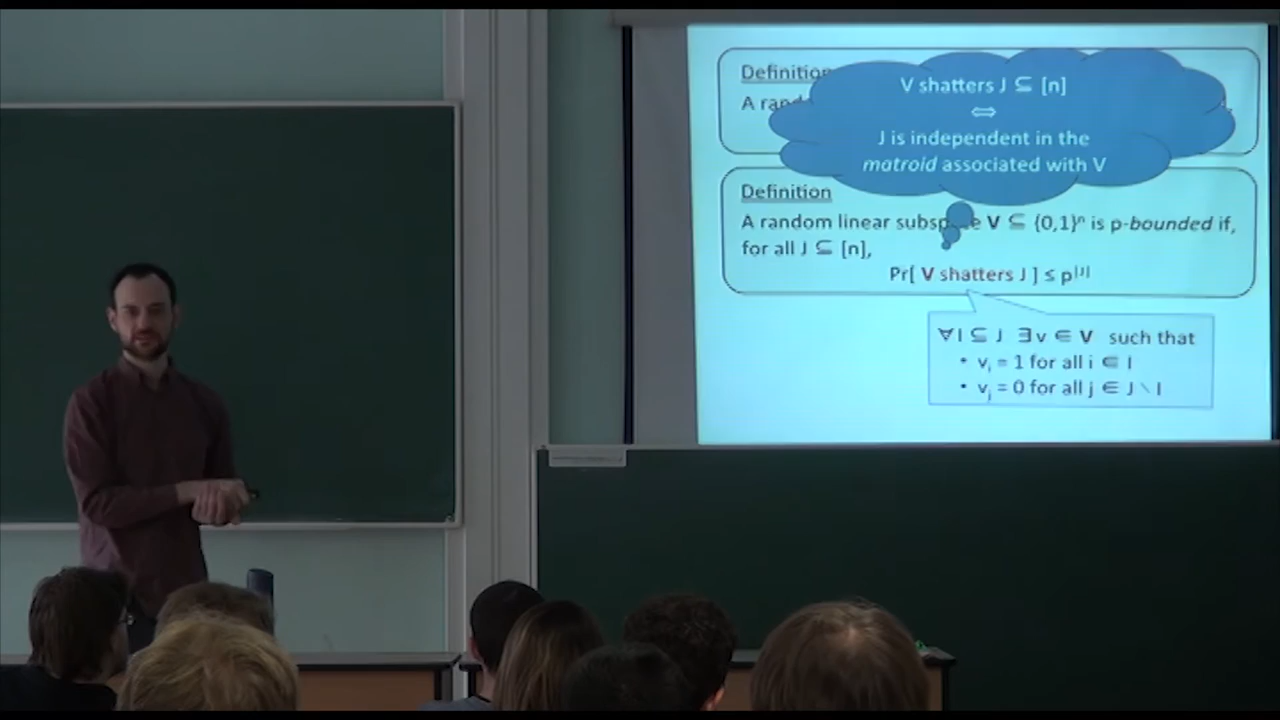 Definition
A rand
V shatters J ⊆ [n]
⇔
J is independent in the
matroid associated with V
Definition
A random linear subsp e V ⊆ {0,1}ⁿ is p-bounded if,
for all J ⊆ [n],
Pr[ V shatters J ] ≤ p^|J|
∀ I ⊆ J ∃ v ∈ V such that
• vᵢ = 1 for all i ∈ I
• vⱼ = 0 for all j ∈ J \ I